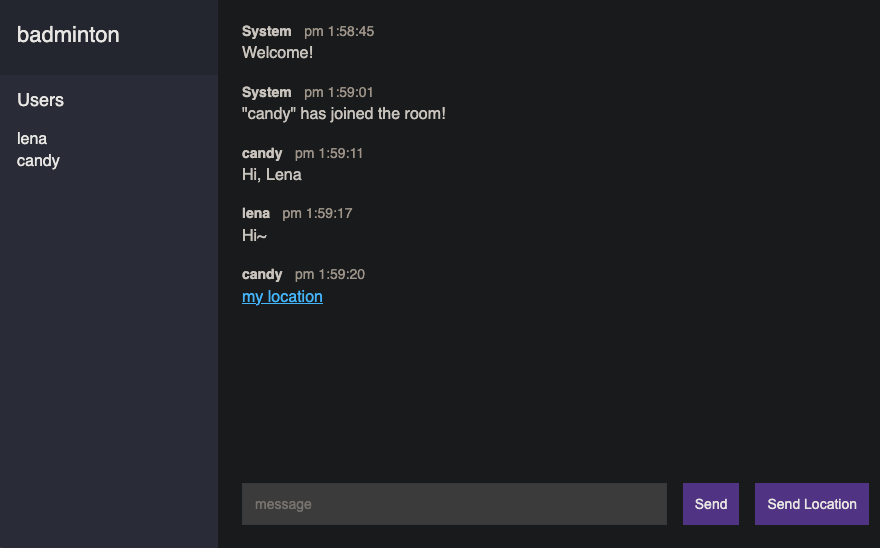 badminton
Users
lena
candy
System pm 1:58:45
Welcome!
System pm 1:59:01
"candy" has joined the room!
candy pm 1:59:11
Hi, Lena
lena pm 1:59:17
Hi~
candy pm 1:59:20
my location
message
Send
Send Location